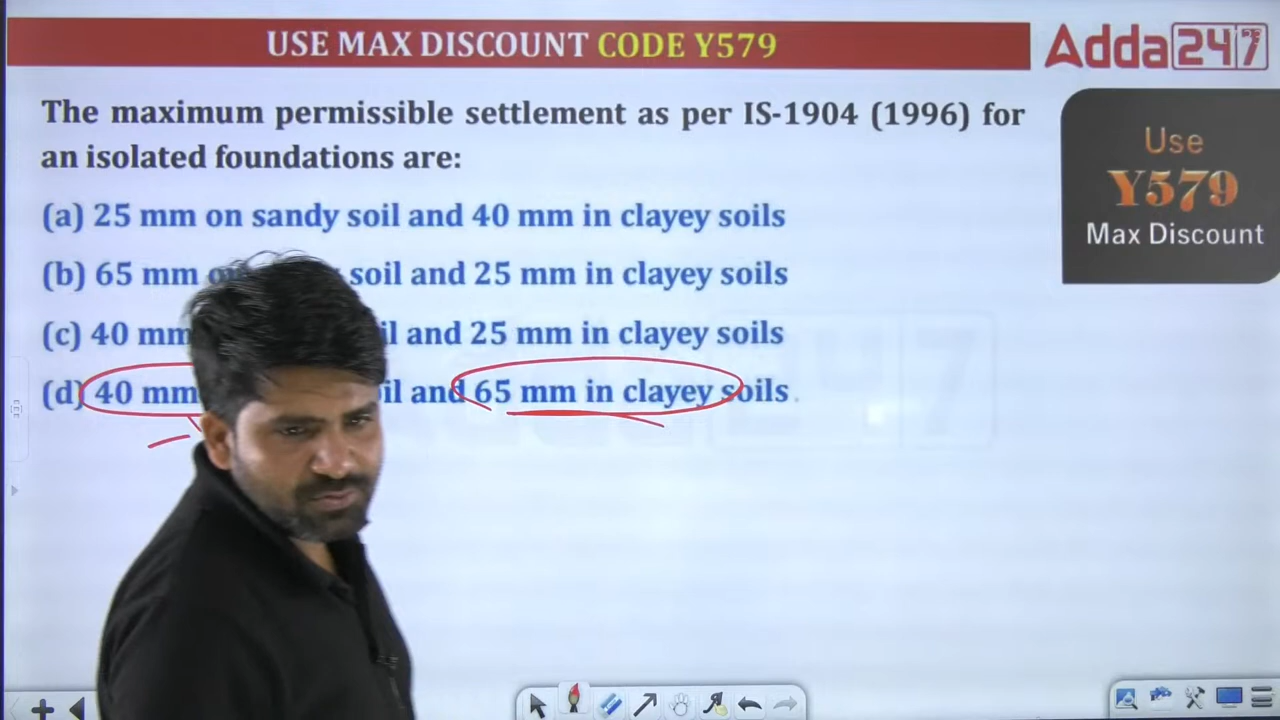 USE MAX DISCOUNT CODE Y579
Adda247
The maximum permissible settlement as per IS-1904 (1996) for
an isolated foundations are:
(a) 25 mm on sandy soil and 40 mm in clayey soils
(b) 65 mm soil and 25 mm in clayey soils
(c) 40 mm and 25 mm in clayey soils
(d) 40 mm and 65 mm in clayey soils.
Use
Y579
Max Discount